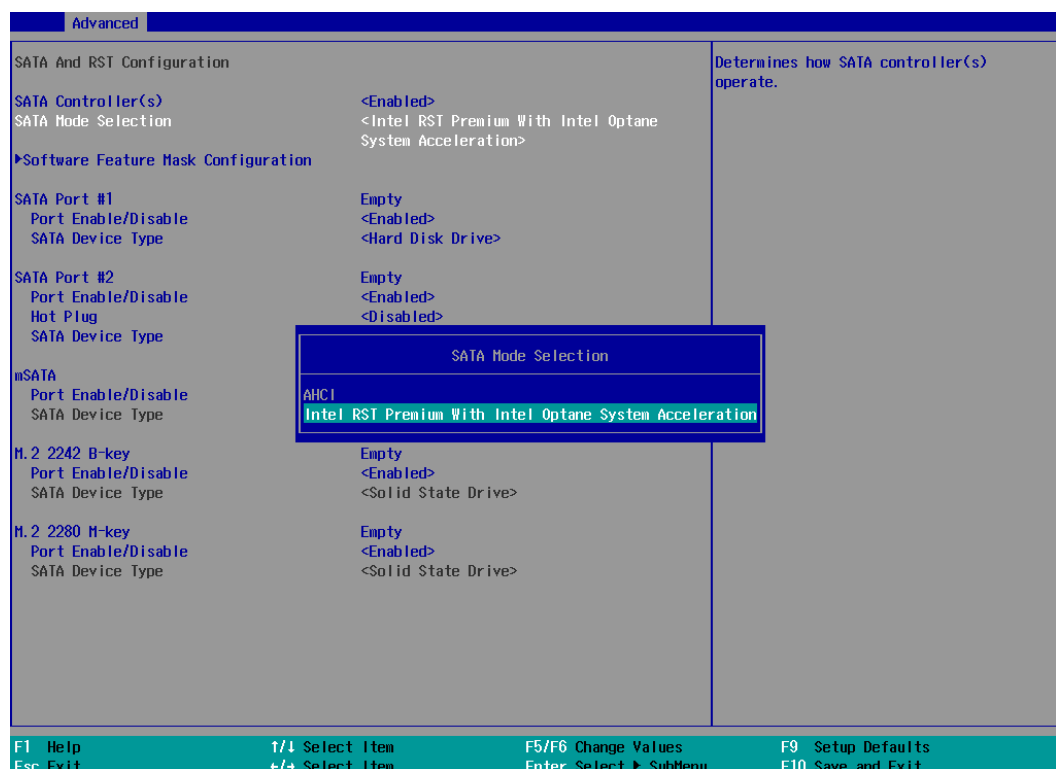 Advanced
SATA And RST Configuration
Determines how SATA controller(s)
operate.
SATA Controller(s) <Enabled>
SATA Mode Selection <Intel RST Premium With Intel Optane
System Acceleration>
▶Software Feature Mask Configuration
SATA Port #1 Empty
Port Enable/Disable <Enabled>
SATA Device Type <Hard Disk Drive>
SATA Port #2 Empty
Port Enable/Disable <Enabled>
Hot Plug <Disabled>
SATA Device Type
mSATA
Port Enable/Disable
SATA Device Type
SATA Mode Selection
AHCI
Intel RST Premium With Intel Optane System Acceleration
M.2 2242 B-key Empty
Port Enable/Disable <Enabled>
SATA Device Type <Solid State Drive>
M.2 2280 M-key Empty
Port Enable/Disable <Enabled>
SATA Device Type <Solid State Drive>
F1 Help ↑/↓ Select Item F5/F6 Change Values F9 Setup Defaults
Esc Exit ←/→ Select Item Enter Select ▶ SubMenu F10 Save and Exit